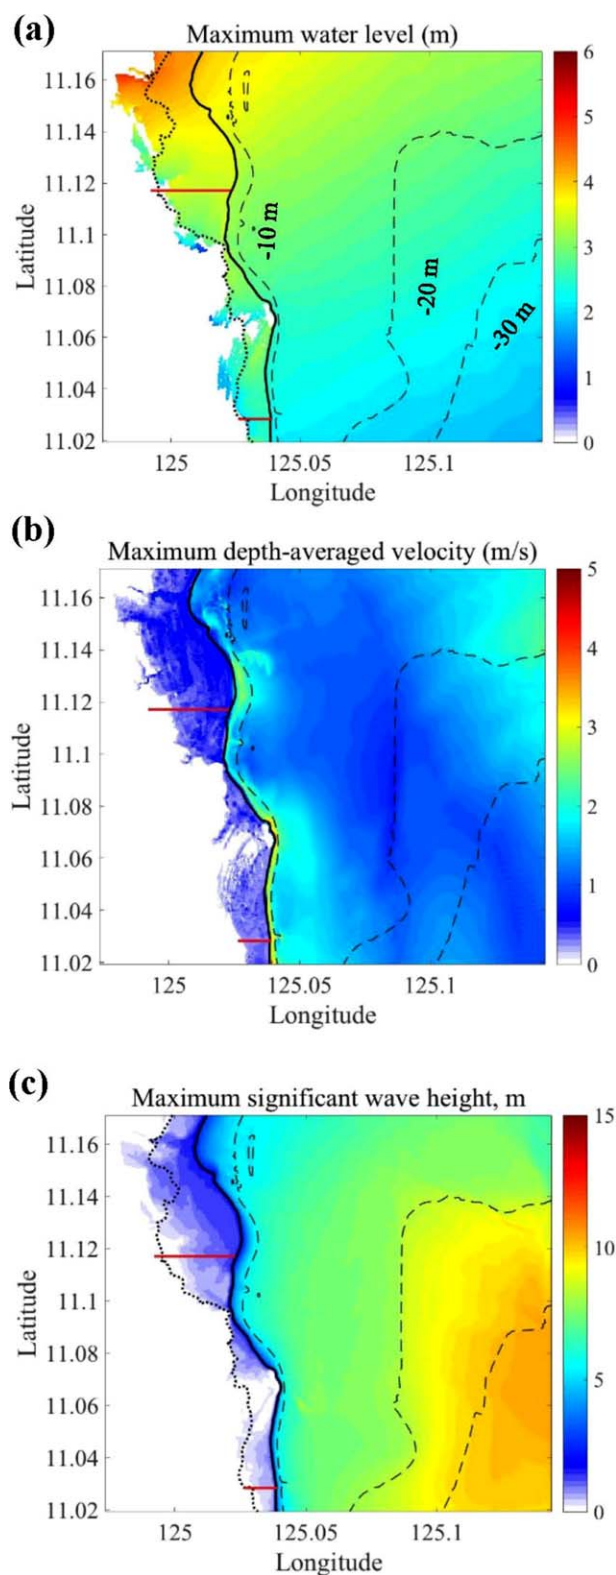 (a)
Maximum water level (m)
11.16
11.14
11.12
11.1
11.08
11.06
11.04
11.02
Latitude
-10 m
-20 m
-30 m
6
5
4
3
2
1
0
125 125.05 125.1
Longitude
(b)
Maximum depth-averaged velocity (m/s)
11.16
11.14
11.12
11.1
11.08
11.06
11.04
11.02
Latitude
5
4
3
2
1
0
125 125.05 125.1
Longitude
(c)
Maximum significant wave height, m
11.16
11.14
11.12
11.1
11.08
11.06
11.04
11.02
Latitude
15
10
5
0
125 125.05 125.1
Longitude